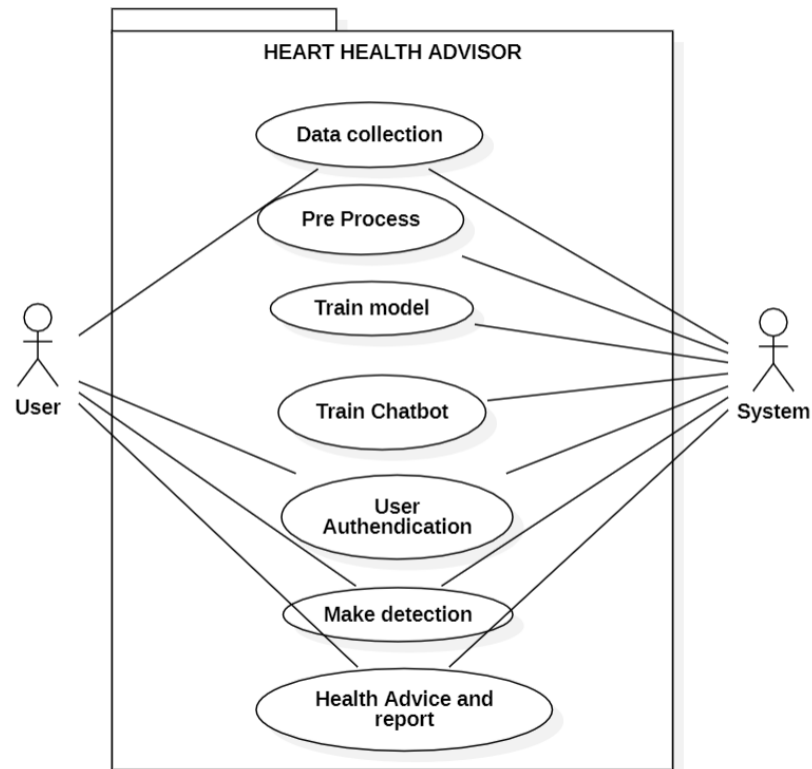 HEART HEALTH ADVISOR
Data collection
Pre Process
Train model
Train Chatbot
User
System
User
Authendication
Make detection
Health Advice and
report